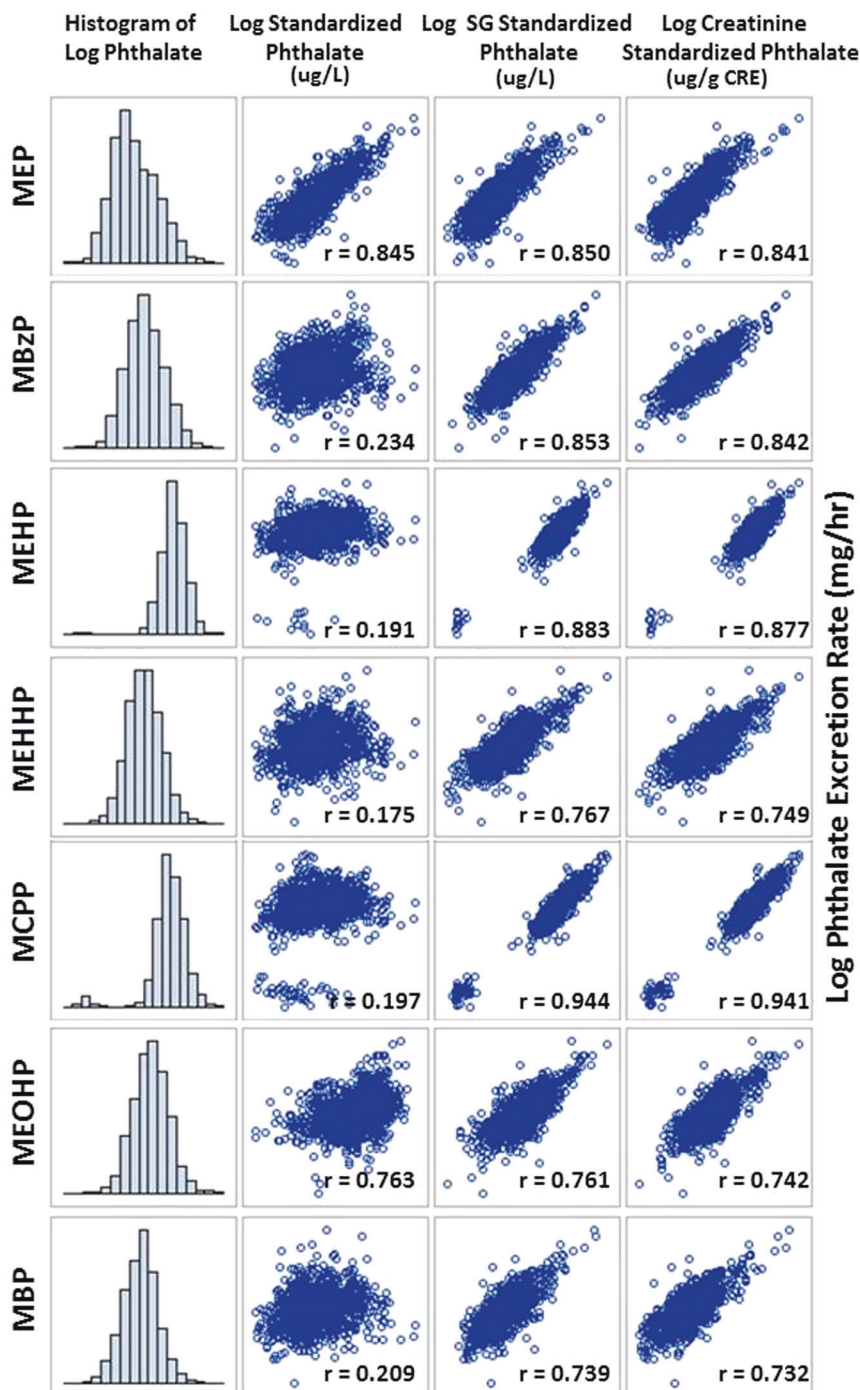 Histogram of
Log Phthalate
Log Standardized
Phthalate
(ug/L)
Log SG Standardized
Phthalate
(ug/L)
Log Creatinine
Standardized Phthalate
(ug/g CRE)
MEP
r = 0.845
r = 0.850
r = 0.841
MBzP
r = 0.234
r = 0.853
r = 0.842
MEHP
r = 0.191
r = 0.883
r = 0.877
MEHHP
r = 0.175
r = 0.767
r = 0.749
MCPP
r = 0.197
r = 0.944
r = 0.941
MEOHP
r = 0.763
r = 0.761
r = 0.742
MBP
r = 0.209
r = 0.739
r = 0.732
Log Phthalate Excretion Rate (mg/hr)